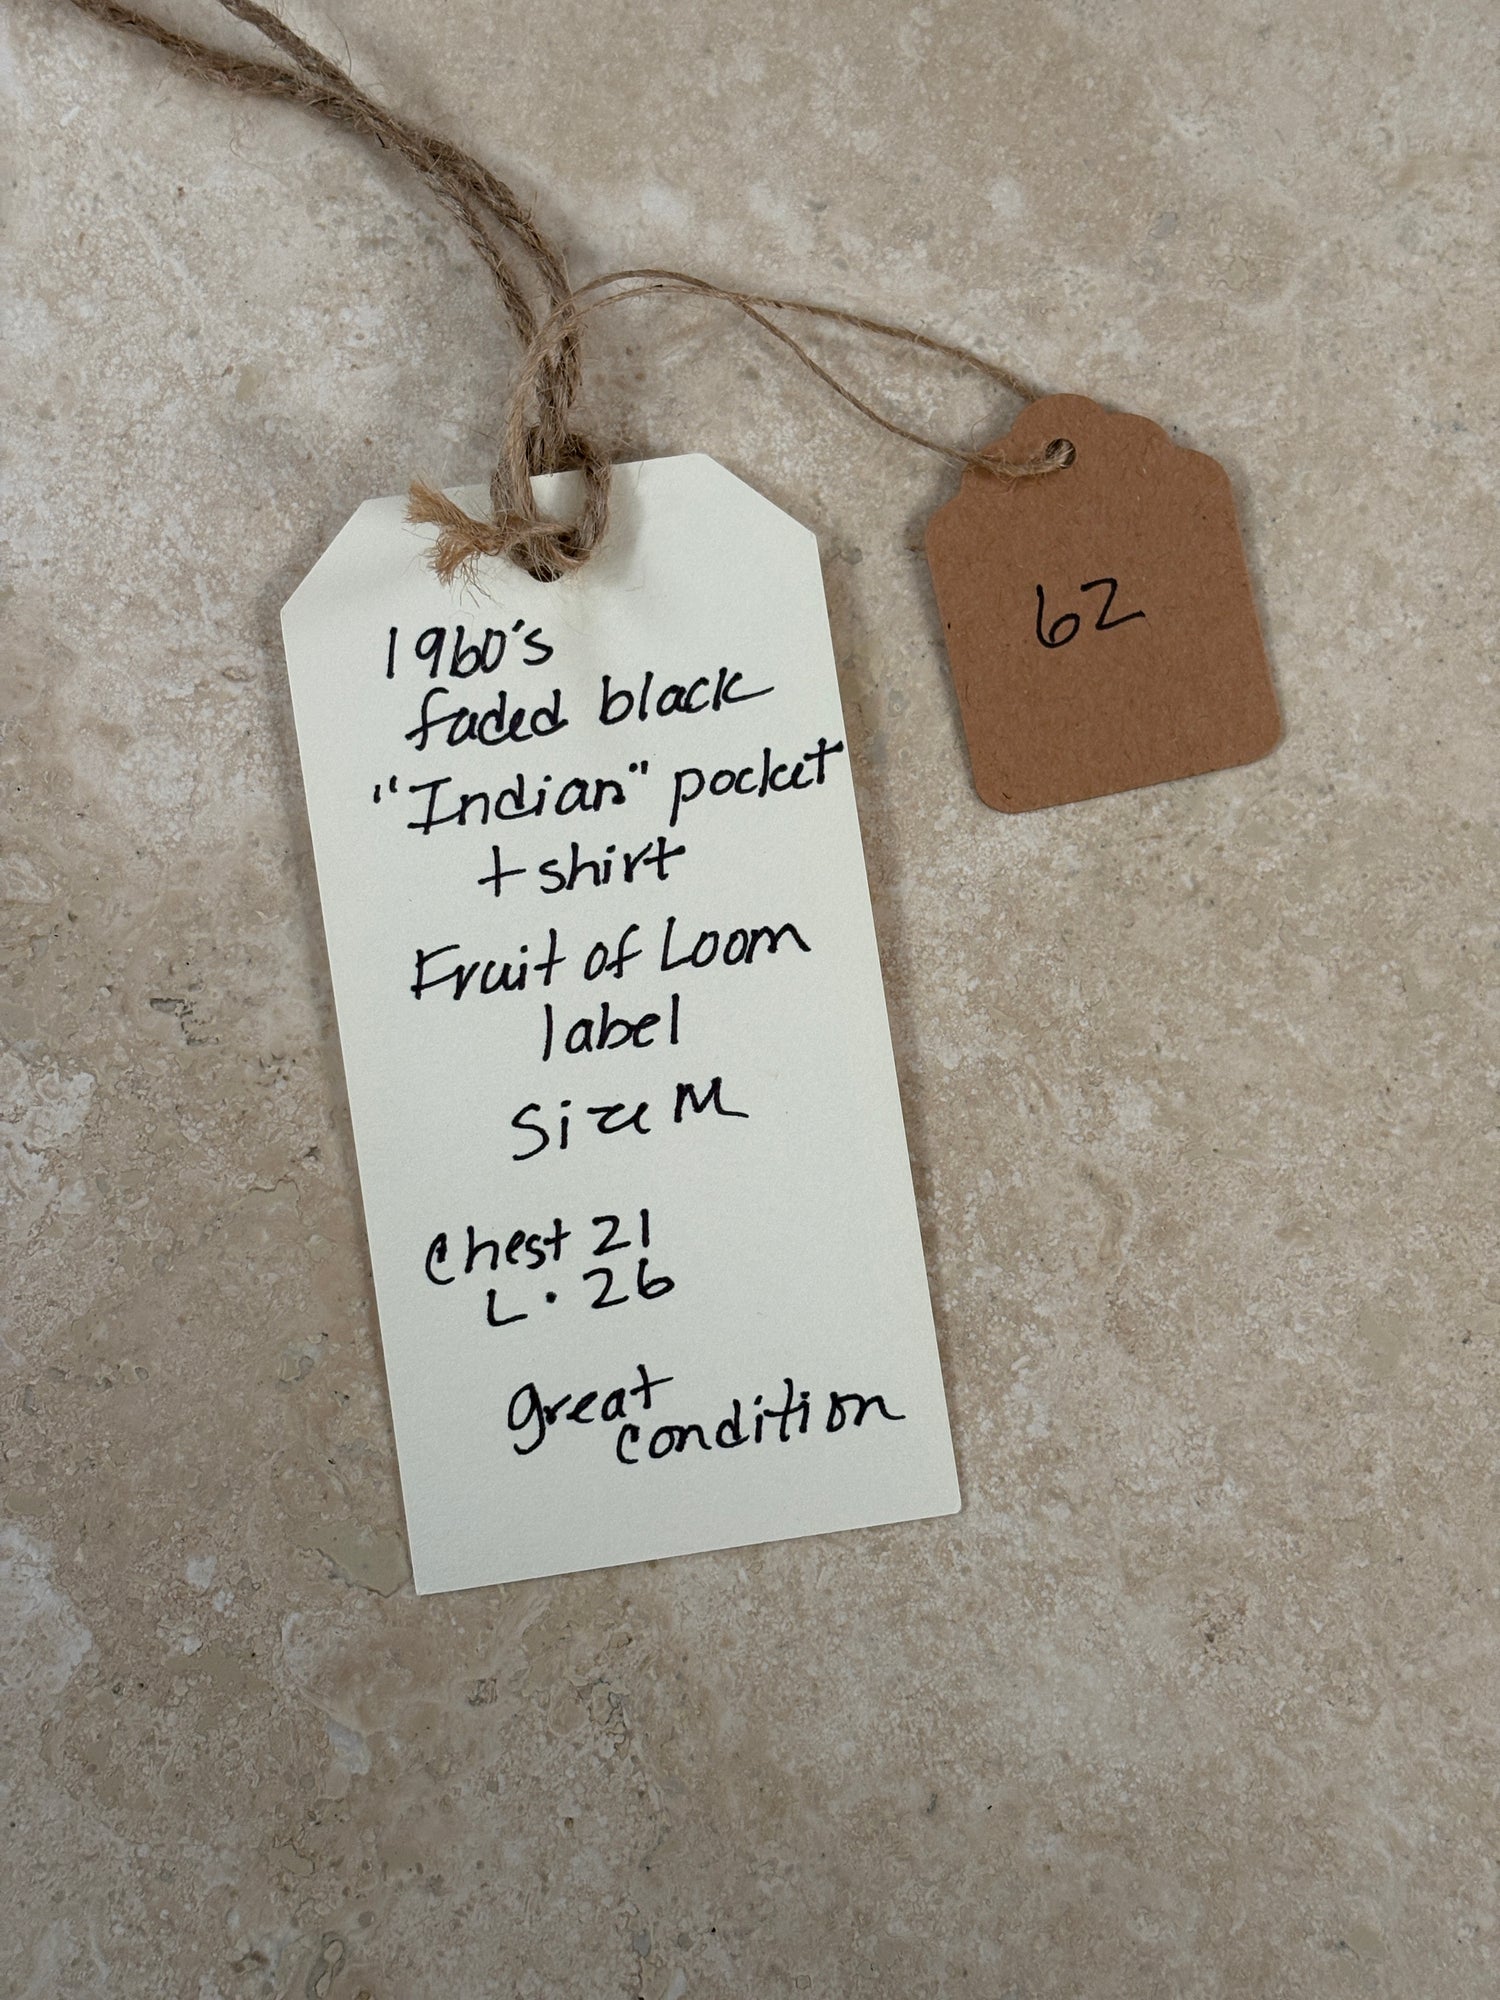 1960's
faded black
"Indian" pocket
t shirt
Fruit of Loom
label
Size M
Chest 21
L. 26
great
condition
62